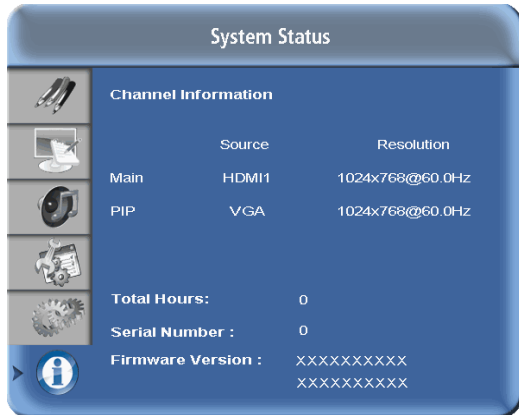 System Status
Channel Information
Source Resolution
Main HDMI1 1024x768@60.0Hz
PIP VGA 1024x768@60.0Hz
Total Hours: 0
Serial Number : 0
Firmware Version : XXXXXXXXXX
XXXXXXXXXX